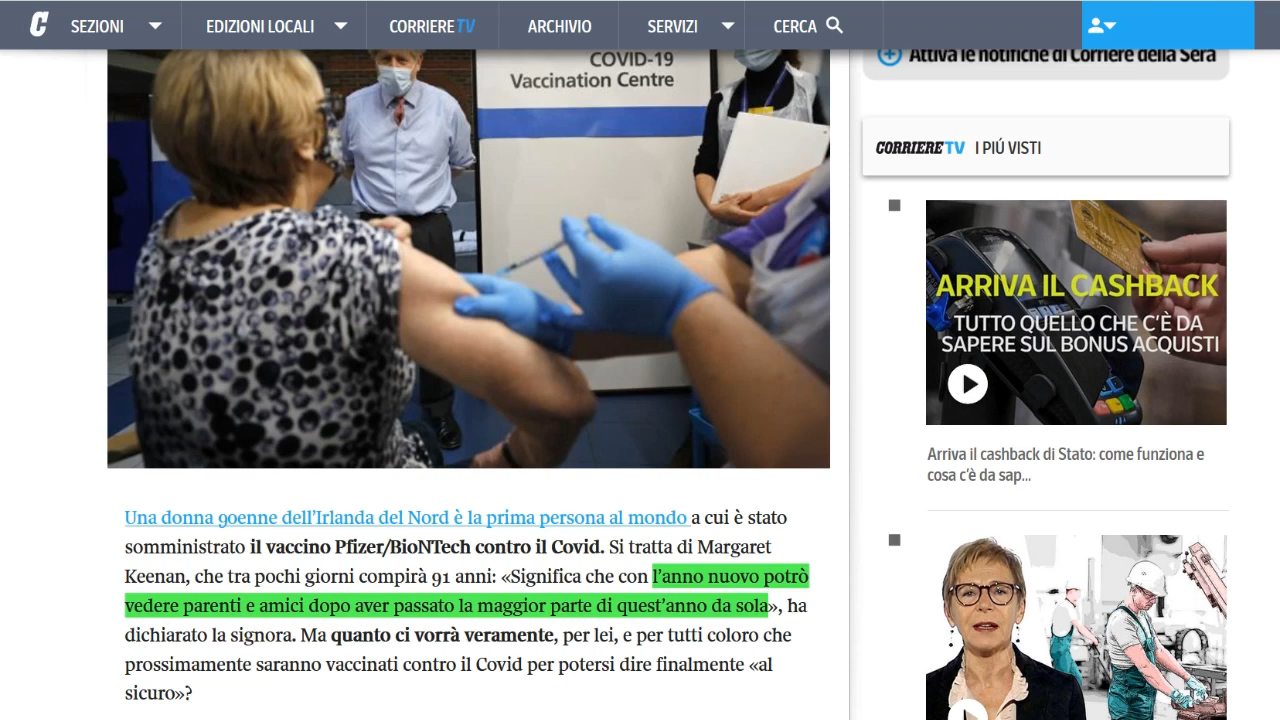 C SEZIONI EDIZIONI LOCALI CORRIERE TV ARCHIVIO SERVIZI CERCA
COVID-19
Vaccination Centre
Una donna 90enne dell'Irlanda del Nord è la prima persona al mondo a cui è stato
somministrato il vaccino Pfizer/BioNTech contro il Covid. Si tratta di Margaret
Keenan, che tra pochi giorni compirà 91 anni: «Significa che con l'anno nuovo potrò
vedere parenti e amici dopo aver passato la maggior parte di quest'anno da sola», ha
dichiarato la signora. Ma quanto ci vorrà veramente, per lei, e per tutti coloro che
prossimamente saranno vaccinati contro il Covid per potersi dire finalmente «al
sicuro»?
Attiva le notifiche di Corriere della Sera
CORRIERE TV I PIÚ VISTI
ARRIVA IL CASHBACK
TUTTO QUELLO CHE C'È DA
SAPERE SUL BONUS ACQUISTI
Arriva il cashback di Stato: come funziona e
cosa c'è da sap...